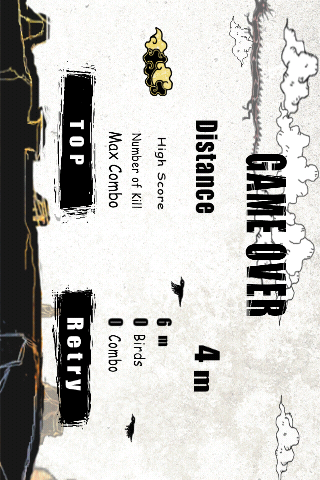 GAME OVER
Distance 4 m
High Score 6 m
Number of Kill 0 Birds
Max Combo 0 Combo
TOP Retry